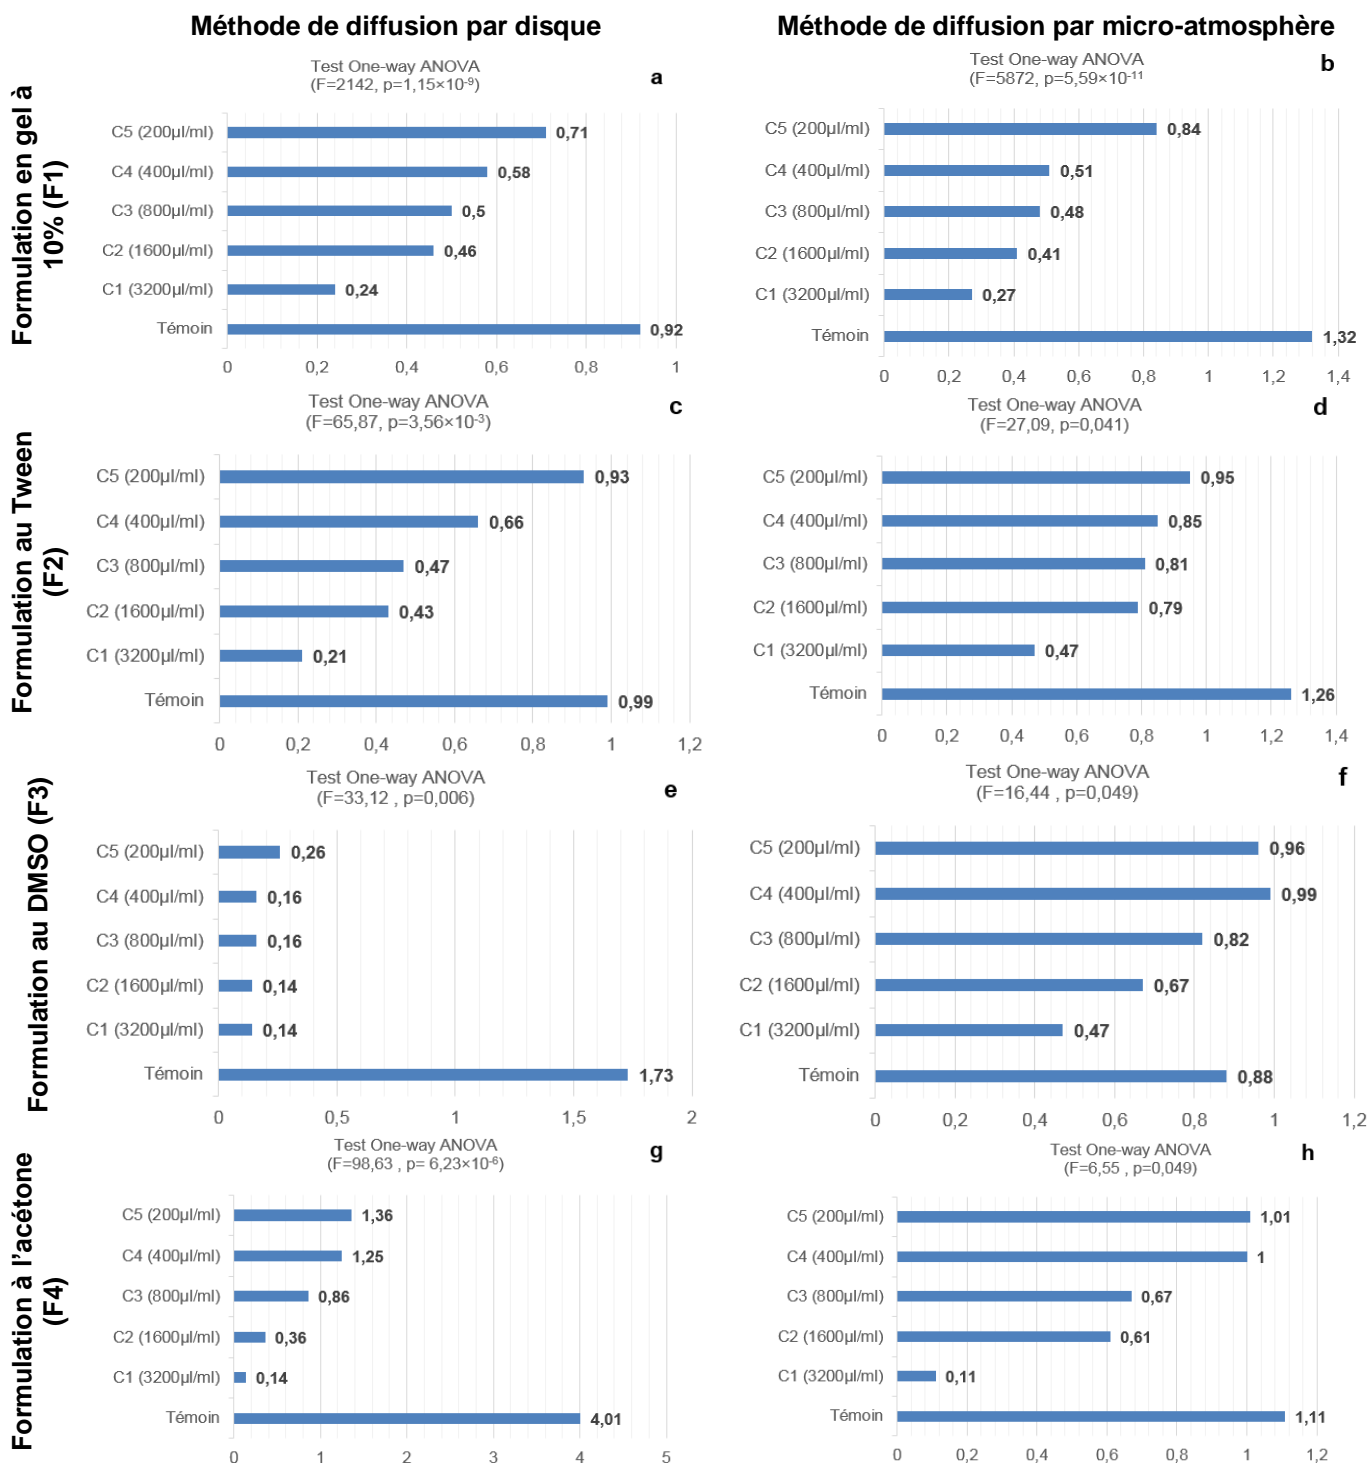 Méthode de diffusion par disque
Méthode de diffusion par micro-atmosphère
Formulation en gel à
10% (F1)
Test One-way ANOVA
(F=2142, p=1,15×10-9)
a
C5 (200µl/ml)
0,71
C4 (400µl/ml)
0,58
C3 (800µl/ml)
0,5
C2 (1600µl/ml)
0,46
C1 (3200µl/ml)
0,24
Témoin
0,92
0 0,2 0,4 0,6 0,8 1
Test One-way ANOVA
(F=5872, p=5,59×10-11
b
C5 (200µl/ml)
0,84
C4 (400µl/ml)
0,51
C3 (800µl/ml)
0,48
C2 (1600µl/ml)
0,41
C1 (3200µl/ml)
0,27
Témoin
1,32
0 0,2 0,4 0,6 0,8 1 1,2 1,4
Formulation au Tween
(F2)
Test One-way ANOVA
(F=65,87, p=3,56×10-3)
c
C5 (200µl/ml)
0,93
C4 (400µl/ml)
0,66
C3 (800µl/ml)
0,47
C2 (1600µl/ml)
0,43
C1 (3200µl/ml)
0,21
Témoin
0,99
0 0,2 0,4 0,6 0,8 1 1,2
Test One-way ANOVA
(F=27,09, p=0,041)
d
C5 (200µl/ml)
0,95
C4 (400µl/ml)
0,85
C3 (800µl/ml)
0,81
C2 (1600µl/ml)
0,79
C1 (3200µl/ml)
0,47
Témoin
1,26
0 0,2 0,4 0,6 0,8 1 1,2 1,4
Formulation au DMSO (F3)
Test One-way ANOVA
(F=33,12 , p=0,006)
e
C5 (200µl/ml)
0,26
C4 (400µl/ml)
0,16
C3 (800µl/ml)
0,16
C2 (1600µl/ml)
0,14
C1 (3200µl/ml)
0,14
Témoin
1,73
0 0,5 1 1,5 2
Test One-way ANOVA
(F=16,44 , p=0,049)
f
C5 (200µl/ml)
0,96
C4 (400µl/ml)
0,99
C3 (800µl/ml)
0,82
C2 (1600µl/ml)
0,67
C1 (3200µl/ml)
0,47
Témoin
0,88
0 0,2 0,4 0,6 0,8 1 1,2
Formulation à l'acétone
(F4)
Test One-way ANOVA
(F=98,63 , p= 6,23×10-6)
g
C5 (200µl/ml)
1,36
C4 (400µl/ml)
1,25
C3 (800µl/ml)
0,86
C2 (1600µl/ml)
0,36
C1 (3200µl/ml)
0,14
Témoin
4,01
0 1 2 3 4 5
Test One-way ANOVA
(F=6,55 , p=0,049)
h
C5 (200µl/ml)
1,01
C4 (400µl/ml)
1
C3 (800µl/ml)
0,67
C2 (1600µl/ml)
0,61
C1 (3200µl/ml)
0,11
Témoin
1,11
0 0,2 0,4 0,6 0,8 1 1,2